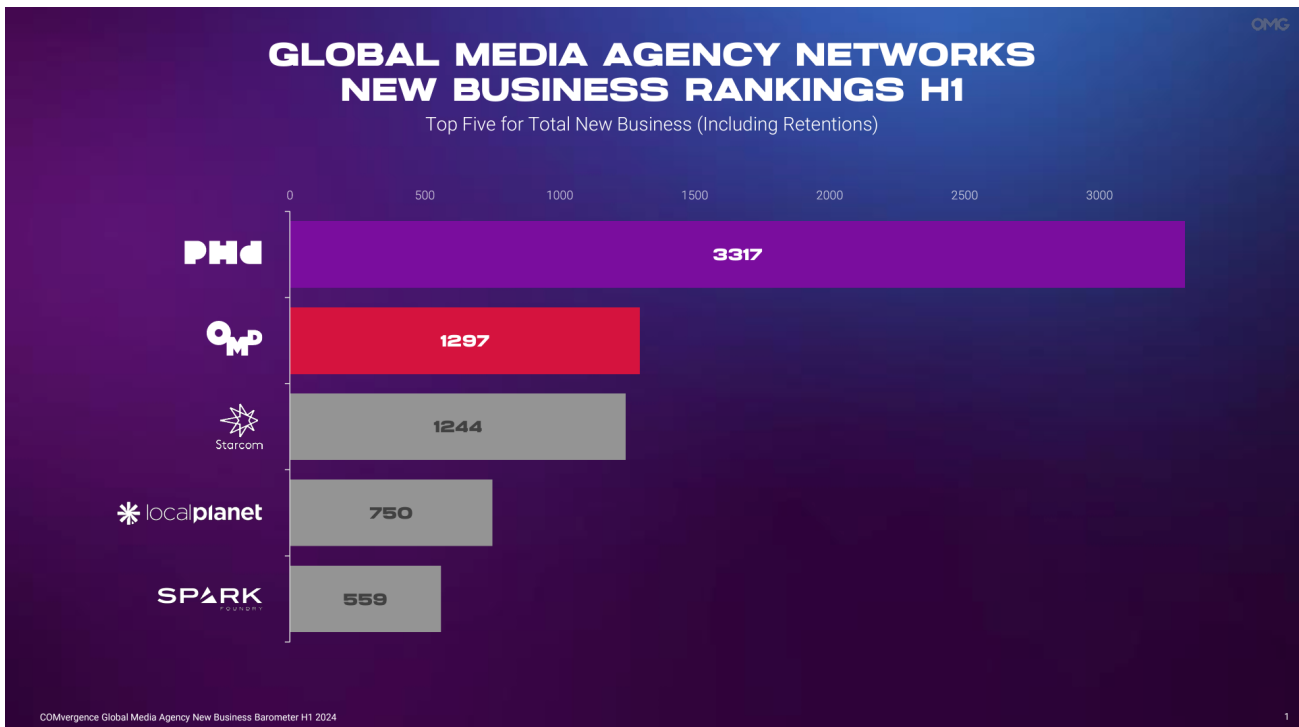 OMG
GLOBAL MEDIA AGENCY NETWORKS
NEW BUSINESS RANKINGS H1
Top Five for Total New Business (Including Retentions)
0 500 1000 1500 2000 2500 3000
PHd 3317
OMD 1297
Starcom 1244
localplanet 750
SPARK FOUNDRY 559
COMvergence Global Media Agency New Business Barometer H1 2024 1